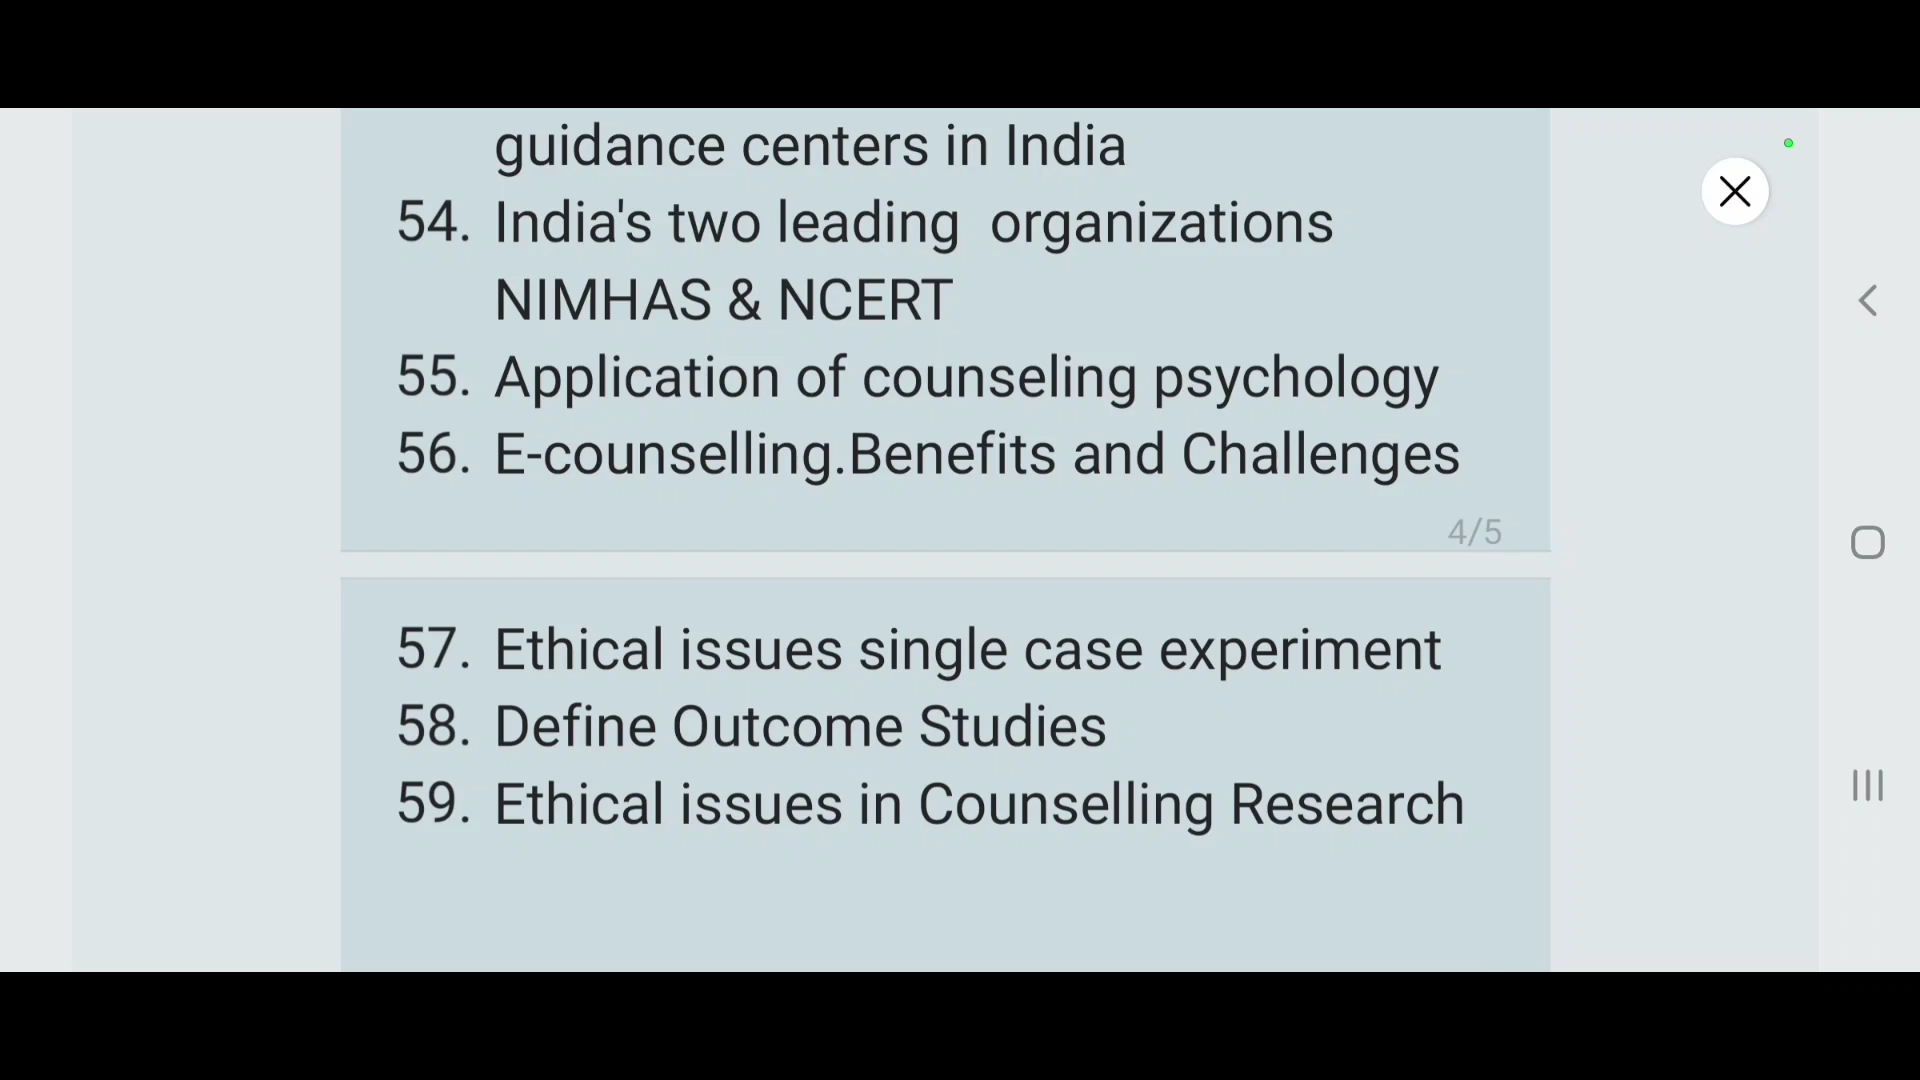 guidance centers in India
54. India's two leading  organizations
NIMHAS & NCERT
55. Application of counseling psychology
56. E-counselling.Benefits and Challenges
4/5
57. Ethical issues single case experiment
58. Define Outcome Studies
59. Ethical issues in Counselling Research